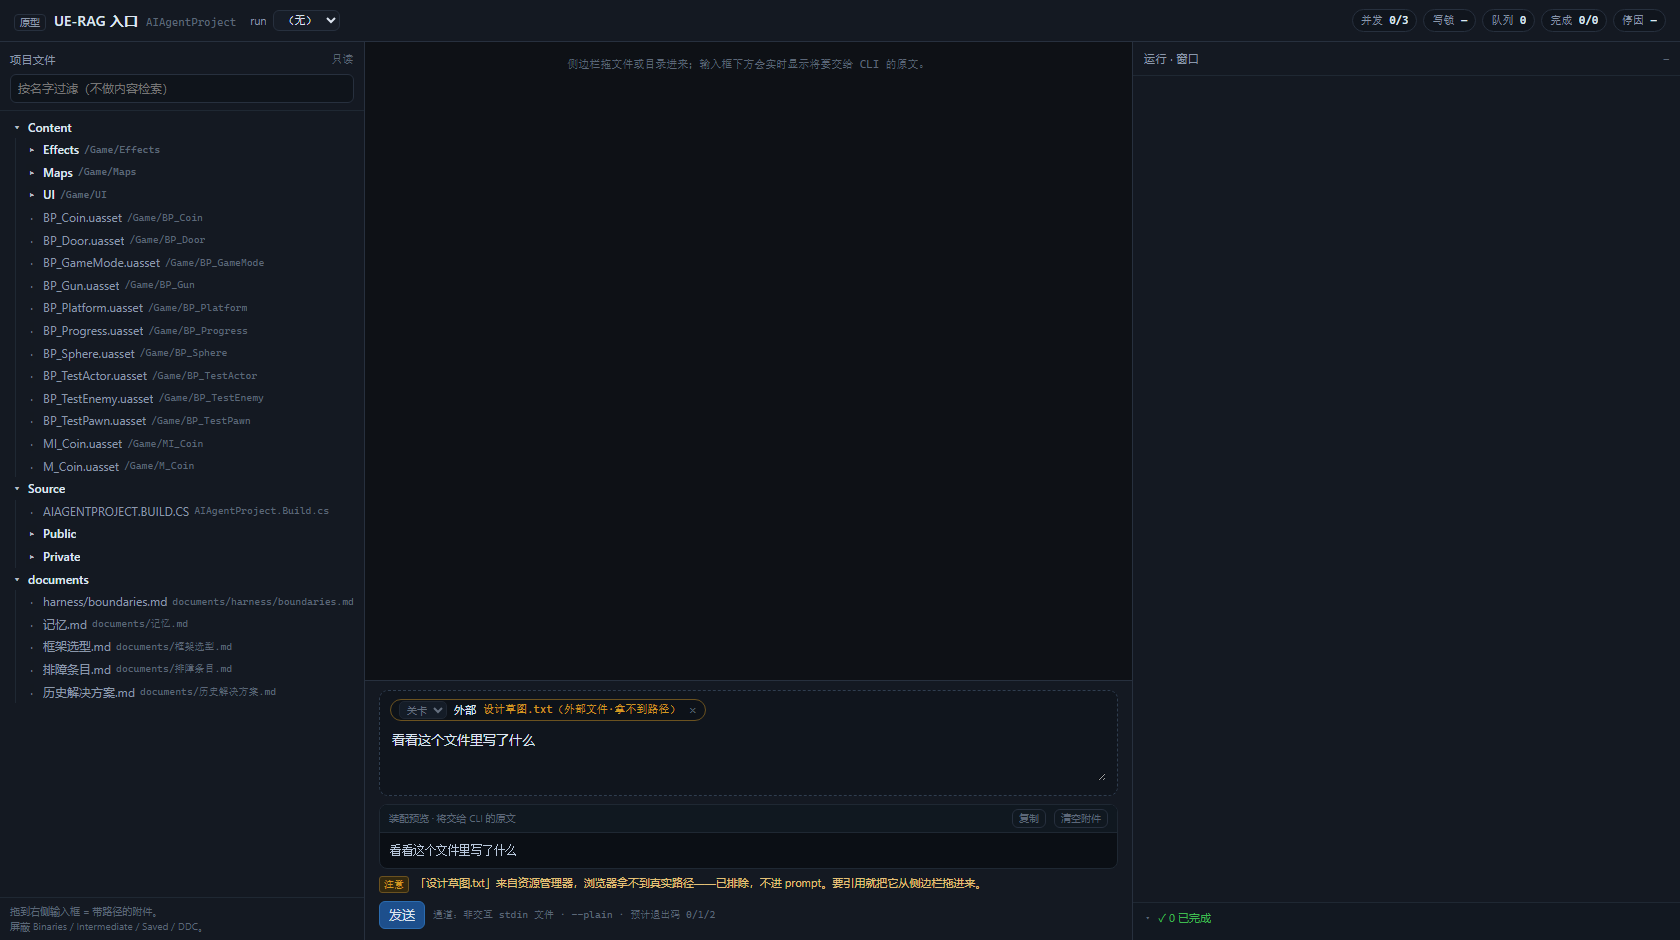 原型 UE-RAG 入口 AIAgentProject run （无） 并发 0/3 写锁 — 队列 0 完成 0/0 停因 —
项目文件 只读
按名字过滤（不做内容检索）
Content
Effects /Game/Effects
Maps /Game/Maps
UI /Game/UI
BP_Coin.uasset /Game/BP_Coin
BP_Door.uasset /Game/BP_Door
BP_GameMode.uasset /Game/BP_GameMode
BP_Gun.uasset /Game/BP_Gun
BP_Platform.uasset /Game/BP_Platform
BP_Progress.uasset /Game/BP_Progress
BP_Sphere.uasset /Game/BP_Sphere
BP_TestActor.uasset /Game/BP_TestActor
BP_TestEnemy.uasset /Game/BP_TestEnemy
BP_TestPawn.uasset /Game/BP_TestPawn
MI_Coin.uasset /Game/MI_Coin
M_Coin.uasset /Game/M_Coin
Source
AIAGENTPROJECT.BUILD.CS AIAgentProject.Build.cs
Public
Private
documents
harness/boundaries.md documents/harness/boundaries.md
记忆.md documents/记忆.md
框架选型.md documents/框架选型.md
排障条目.md documents/排障条目.md
历史解决方案.md documents/历史解决方案.md
拖到右侧输入框 = 带路径的附件。
屏蔽 Binaries / Intermediate / Saved / DDC。
侧边栏拖文件或目录进来；输入框下方会实时显示将要交给 CLI 的原文。
关卡 外部 设计草图.txt（外部文件·拿不到路径） ×
看看这个文件里写了什么
装配预览 · 将交给 CLI 的原文 复制 清空附件
看看这个文件里写了什么
注意 「设计草图.txt」来自资源管理器，浏览器拿不到真实路径——已排除，不进 prompt。要引用就把它从侧边栏拖进来。
发送 通道：非交互 stdin 文件 · --plain · 预计退出码 0/1/2
运行 · 窗口 —
✓ 0 已完成